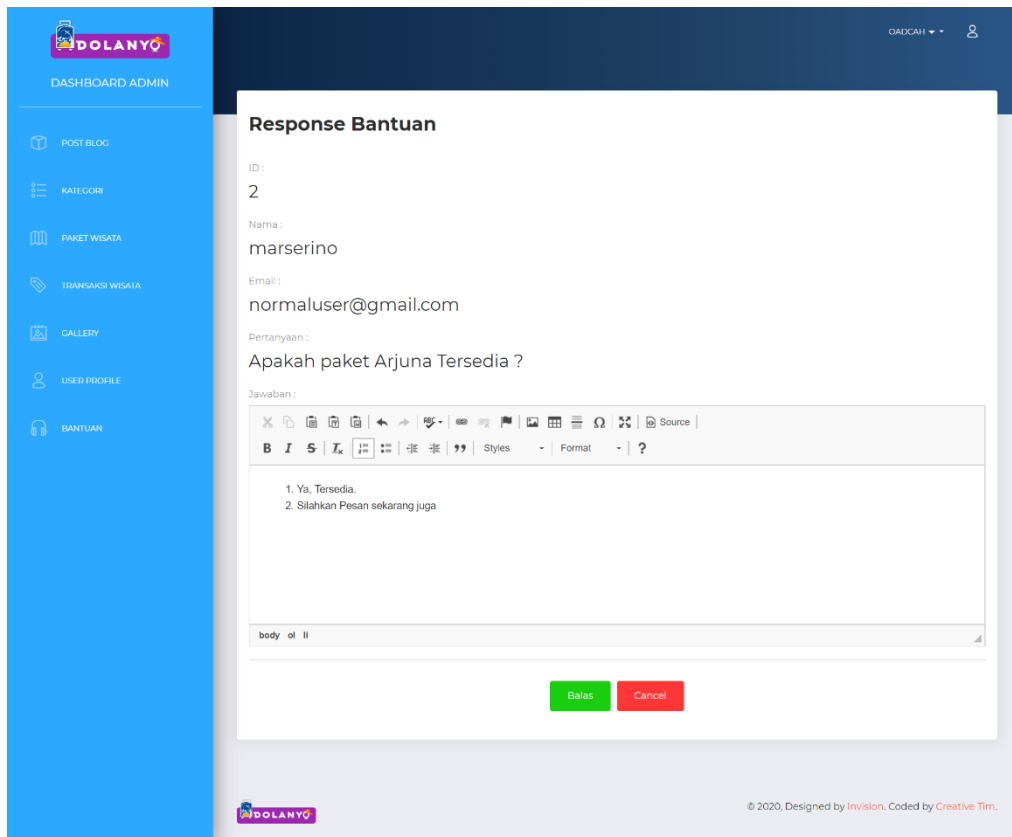 DOLANYO
DASHBOARD ADMIN
POST BLOG
KATEGORI
PAKET WISATA
TRANSAKSI WISATA
GALLERY
USER PROFILE
BANTUAN
OADCAH
Response Bantuan
ID :
2
Nama :
marserino
Email :
normaluser@gmail.com
Pertanyaan :
Apakah paket Arjuna Tersedia ?
Jawaban :
ABC Ω Source
B I S Ix Styles Format ?
1. Ya, Tersedia.
2. Silahkan Pesan sekarang juga
body ol li
Balas Cancel
DOLANYO
© 2020, Designed by Invision. Coded by Creative Tim.